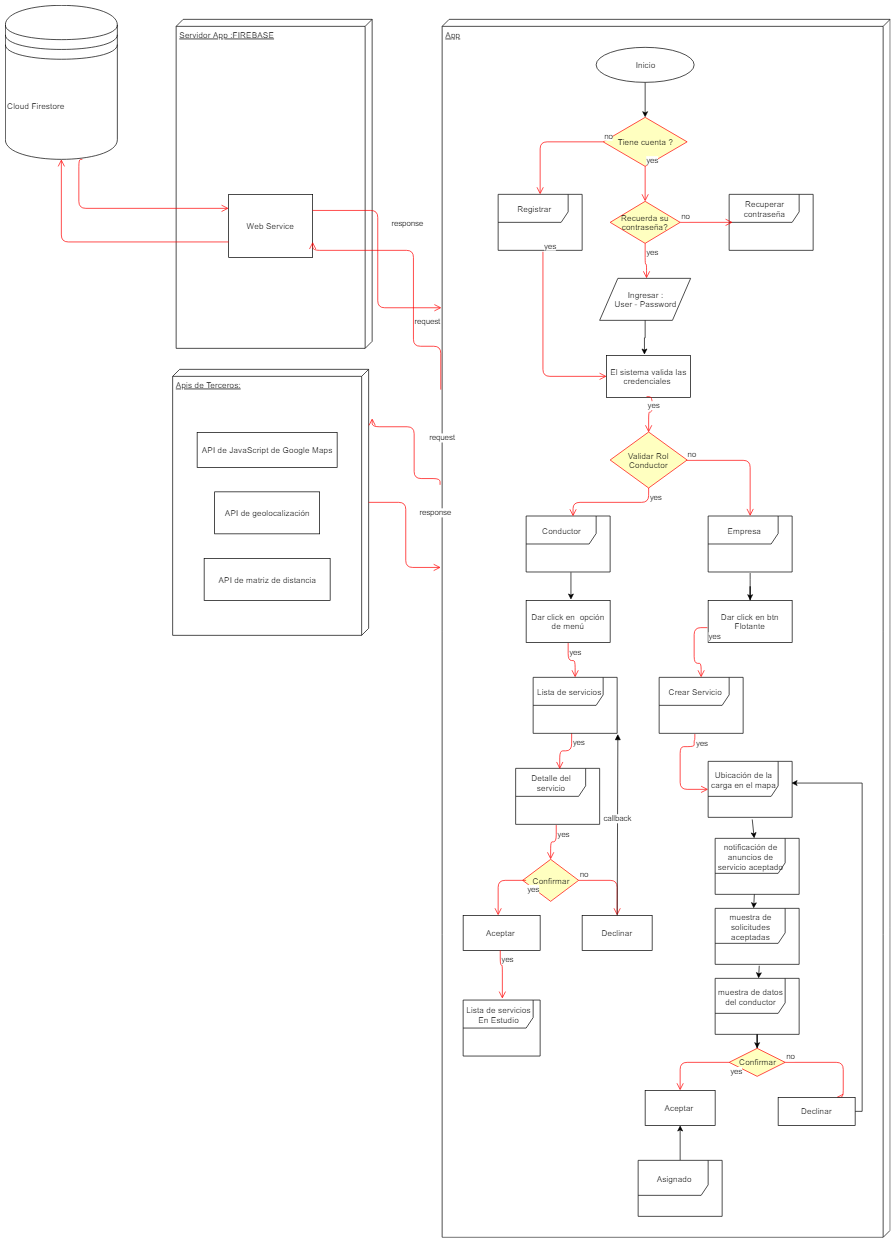 Cloud Firestore
Servidor App :FIREBASE
Web Service
response
request
Apis de Terceros:
API de JavaScript de Google Maps
API de geolocalización
API de matriz de distancia
request
response
App
Inicio
Tiene cuenta ?
no
yes
Registrar
yes
Recuerda su
contraseña?
no
yes
Recuperar
contraseña
Ingresar :
User - Password
El sistema valida las
credenciales
yes
Validar Rol
Conductor
no
yes
Conductor
Empresa
Dar click en  opción
de menú
yes
Dar click en btn
Flotante
yes
Lista de servicios
yes
Crear Servicio
yes
Detalle del
servicio
yes
callback
Ubicación de la
carga en el mapa
notificación de
anuncios de
servicio aceptado
Confirmar
no
yes
Aceptar
yes
Declinar
muestra de
solicitudes
aceptadas
Lista de servicios
En Estudio
muestra de datos
del conductor
Confirmar
no
yes
Aceptar
Declinar
Asignado